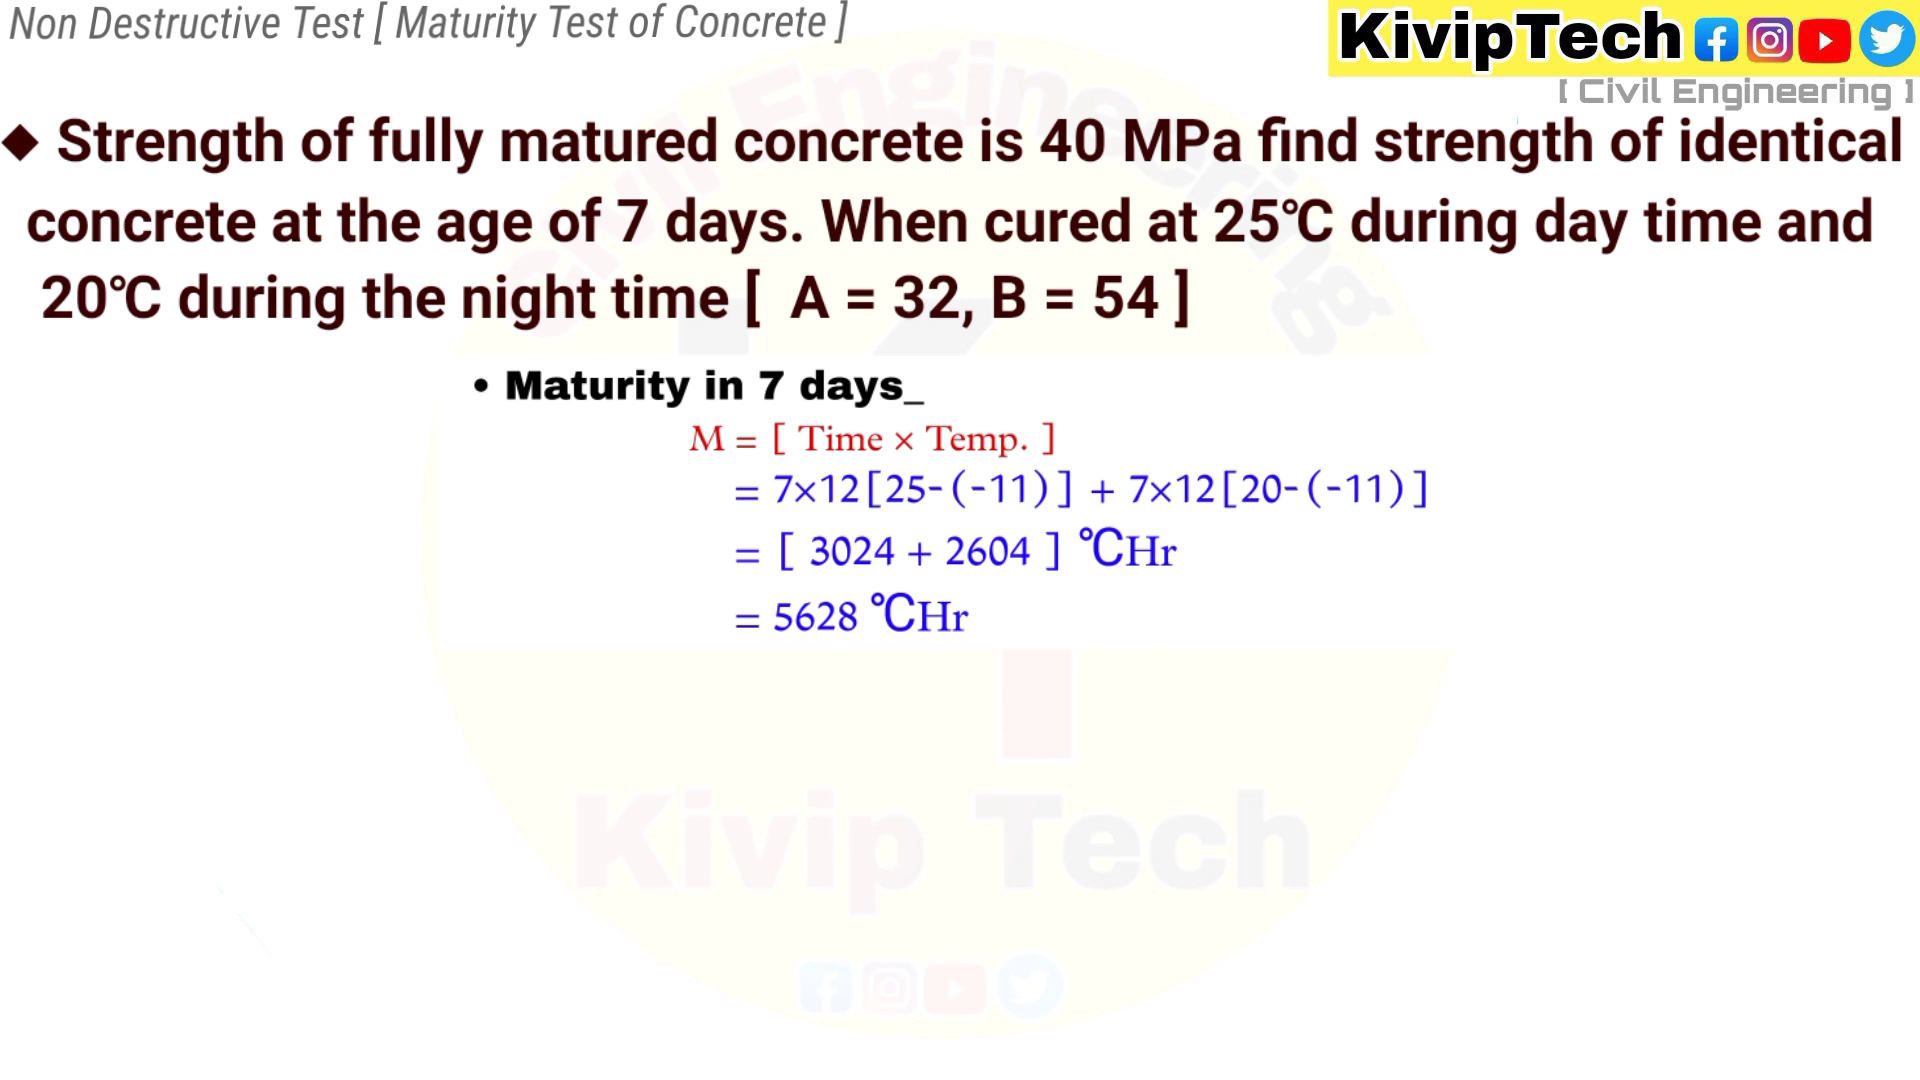 Non Destructive Test [ Maturity Test of Concrete ]
KivipTech
[ Civil Engineering ]
◆ Strength of fully matured concrete is 40 MPa find strength of identical
concrete at the age of 7 days. When cured at 25℃ during day time and
20℃ during the night time [ A = 32, B = 54 ]
• Maturity in 7 days_
M = [ Time × Temp. ]
= 7×12[25-(-11)] + 7×12[20-(-11)]
= [ 3024 + 2604 ] ℃Hr
= 5628 ℃Hr
Civil Engineering
Kivip Tech